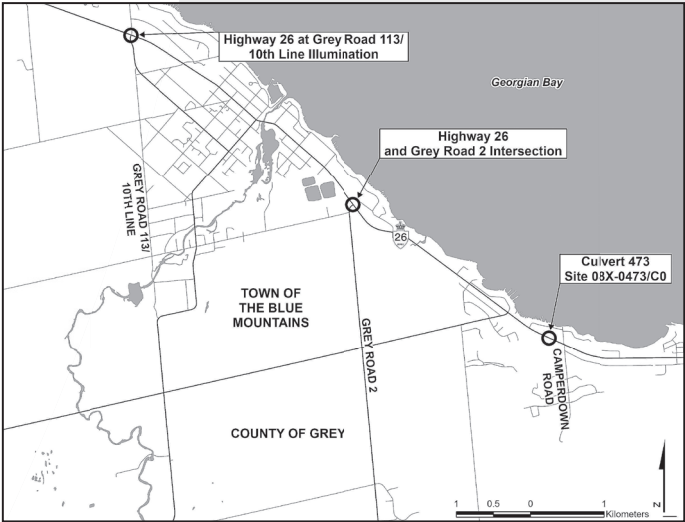 Highway 26 at Grey Road 113/
10th Line Illumination
Georgian Bay
Highway 26
and Grey Road 2 Intersection
GREY ROAD 113/
10TH LINE
26
Culvert 473
Site 08X-0473/C0
TOWN OF
THE BLUE
MOUNTAINS
GREY ROAD 2
CAMPERDOWN
ROAD
COUNTY OF GREY
N
1 0.5 0 1
Kilometers